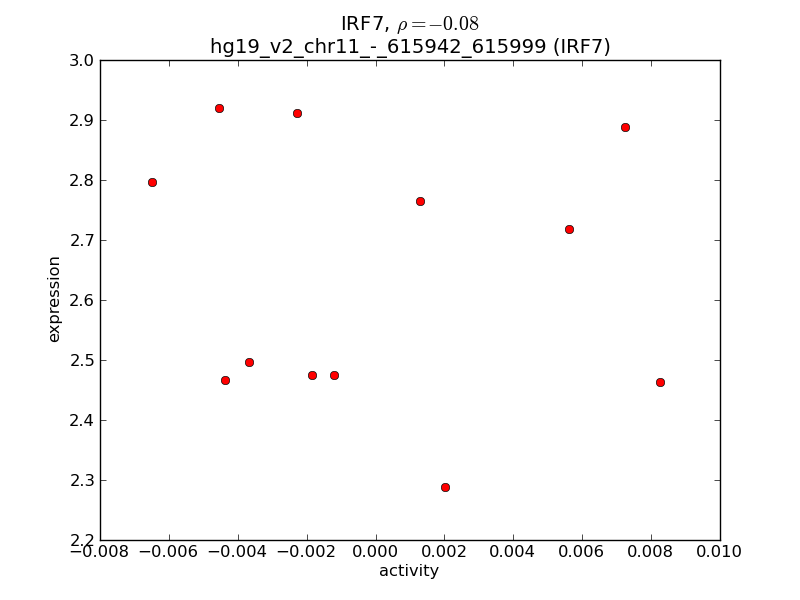 IRF7, ρ = −0.08
hg19_v2_chr11_-_615942_615999 (IRF7)
3.0
2.9
2.8
2.7
2.6
2.5
2.4
2.3
2.2
expression
−0.008 −0.006 −0.004 −0.002 0.000 0.002 0.004 0.006 0.008 0.010
activity